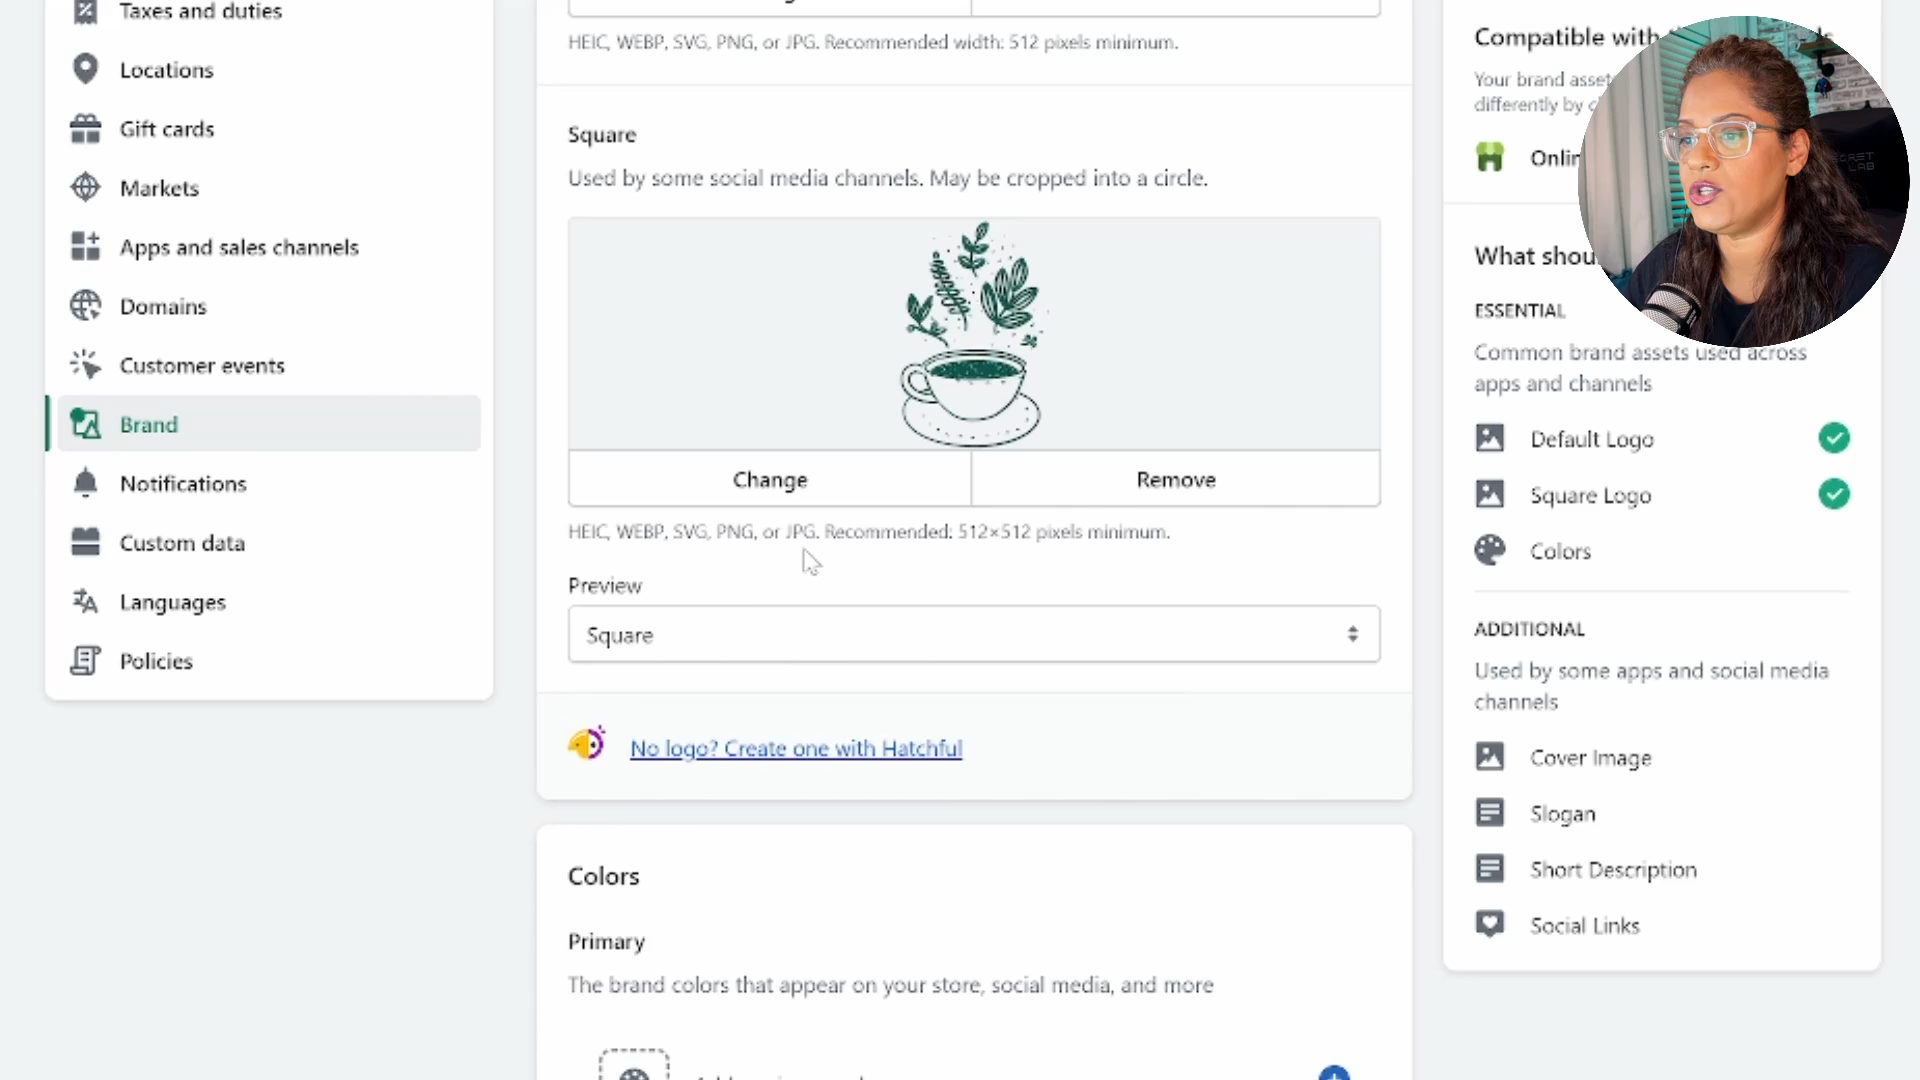 Taxes and duties
Locations
Gift cards
Markets
Apps and sales channels
Domains
Customer events
Brand
Notifications
Custom data
Languages
Policies
HEIC, WEBP, SVG, PNG, or JPG. Recommended width: 512 pixels minimum.
Square
Used by some social media channels. May be cropped into a circle.
Change
Remove
HEIC, WEBP, SVG, PNG, or JPG. Recommended: 512×512 pixels minimum.
Preview
Square
No logo? Create one with Hatchful
Colors
Primary
The brand colors that appear on your store, social media, and more
Compatible with
Your brand
differently by
What
ESSENTIAL
Common brand assets used across
apps and channels
Default Logo
Square Logo
Colors
ADDITIONAL
Used by some apps and social media
channels
Cover Image
Slogan
Short Description
Social Links